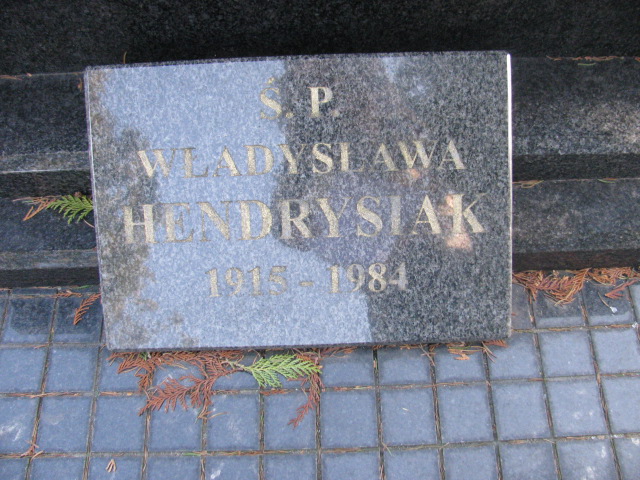 Ś. P.
WŁADYSŁAWA
HENDRYSIAK
1915 - 1984